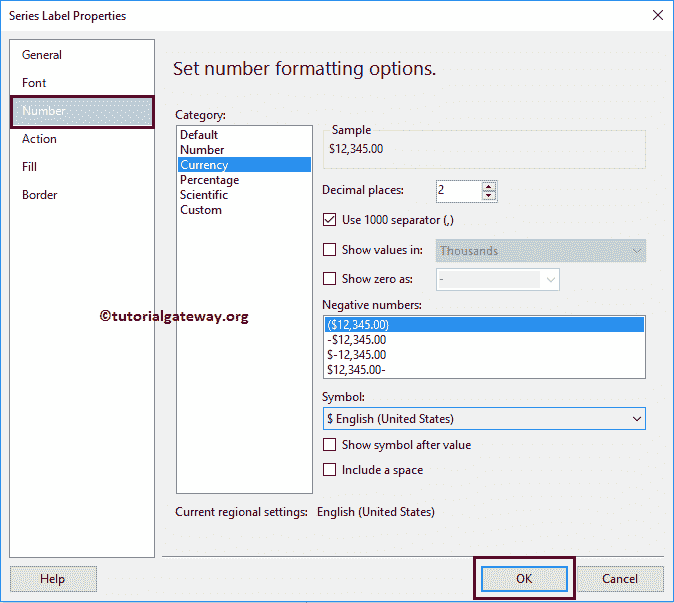 Series Label Properties
General
Font
Number
Action
Fill
Border
Set number formatting options.
Category:
Default
Number
Currency
Percentage
Scientific
Custom
Sample
$12,345.00
Decimal places: 2
Use 1000 separator (,)
Show values in: Thousands
Show zero as: -
Negative numbers:
($12,345.00)
-$12,345.00
$-12,345.00
$12,345.00-
Symbol:
$ English (United States)
Show symbol after value
Include a space
©tutorialgateway.org
Current regional settings: English (United States)
Help OK Cancel